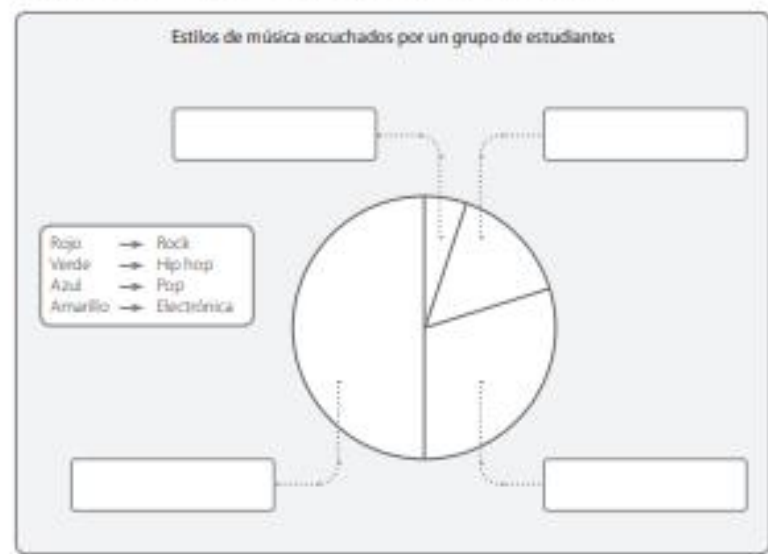 Estilos de música escuchados por un grupo de estudiantes
Rojo → Rock
Verde → Hip hop
Azul → Pop
Amarillo → Electrónica